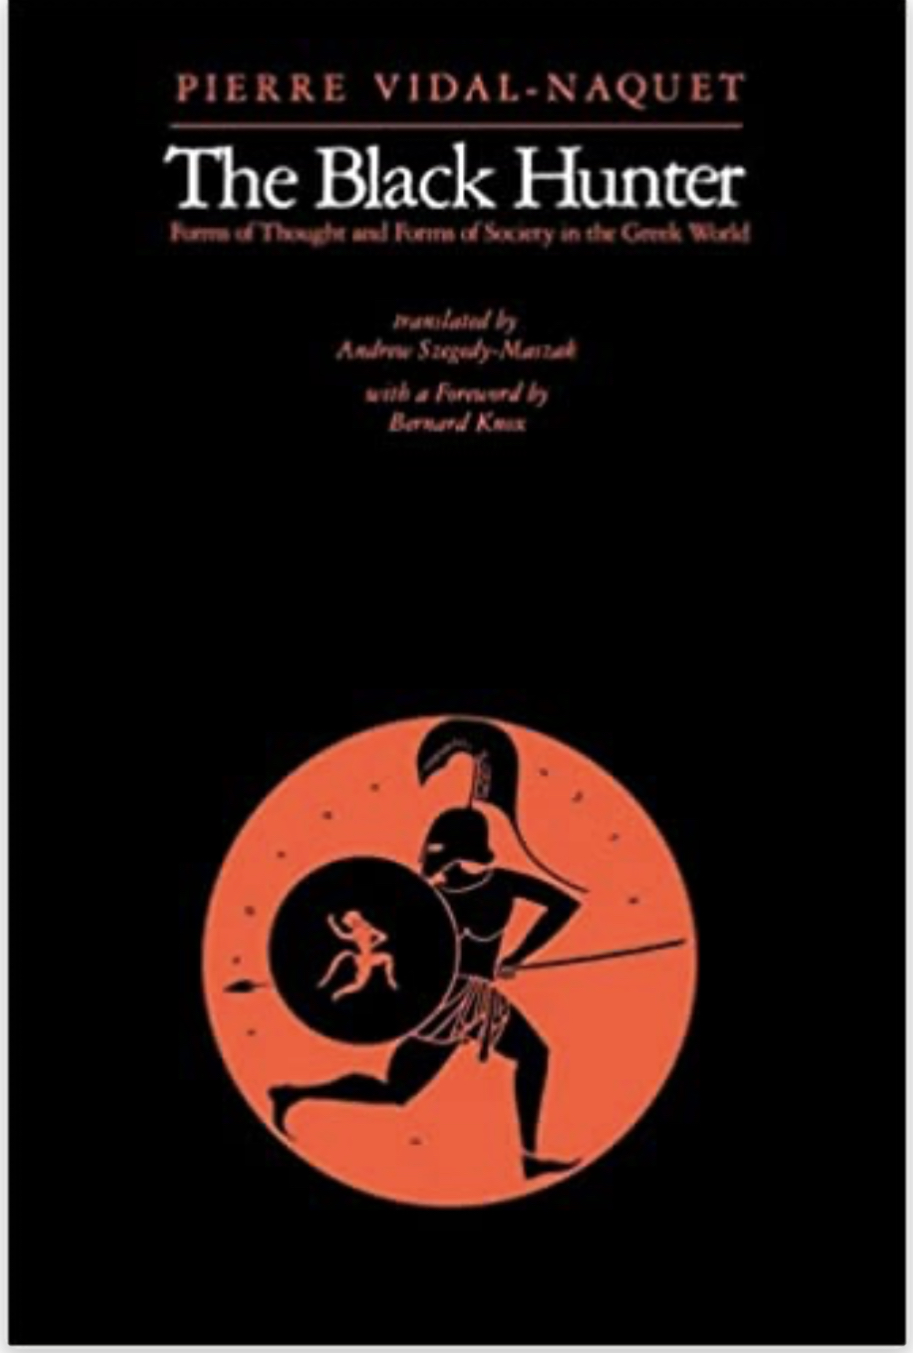 PIERRE VIDAL-NAQUET
The Black Hunter
Forms of Thought and Forms of Society in the Greek World
translated by
Andrew Szegedy-Maszak
with a Foreword by
Bernard Knox